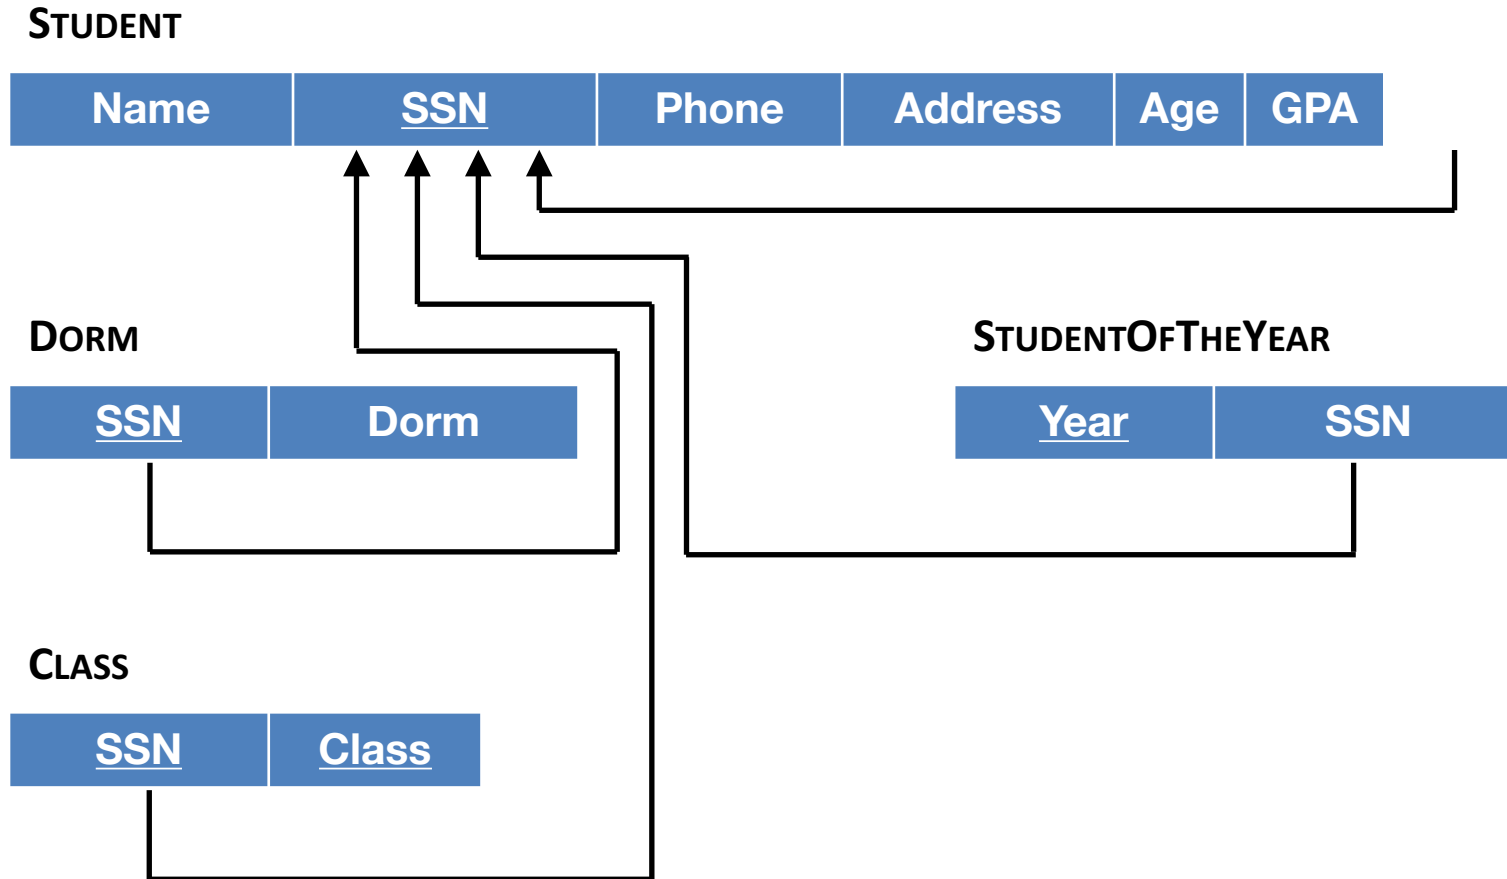 STUDENT
Name SSN Phone Address Age GPA
DORM
SSN Dorm
STUDENTOFTHEYEAR
Year SSN
CLASS
SSN Class